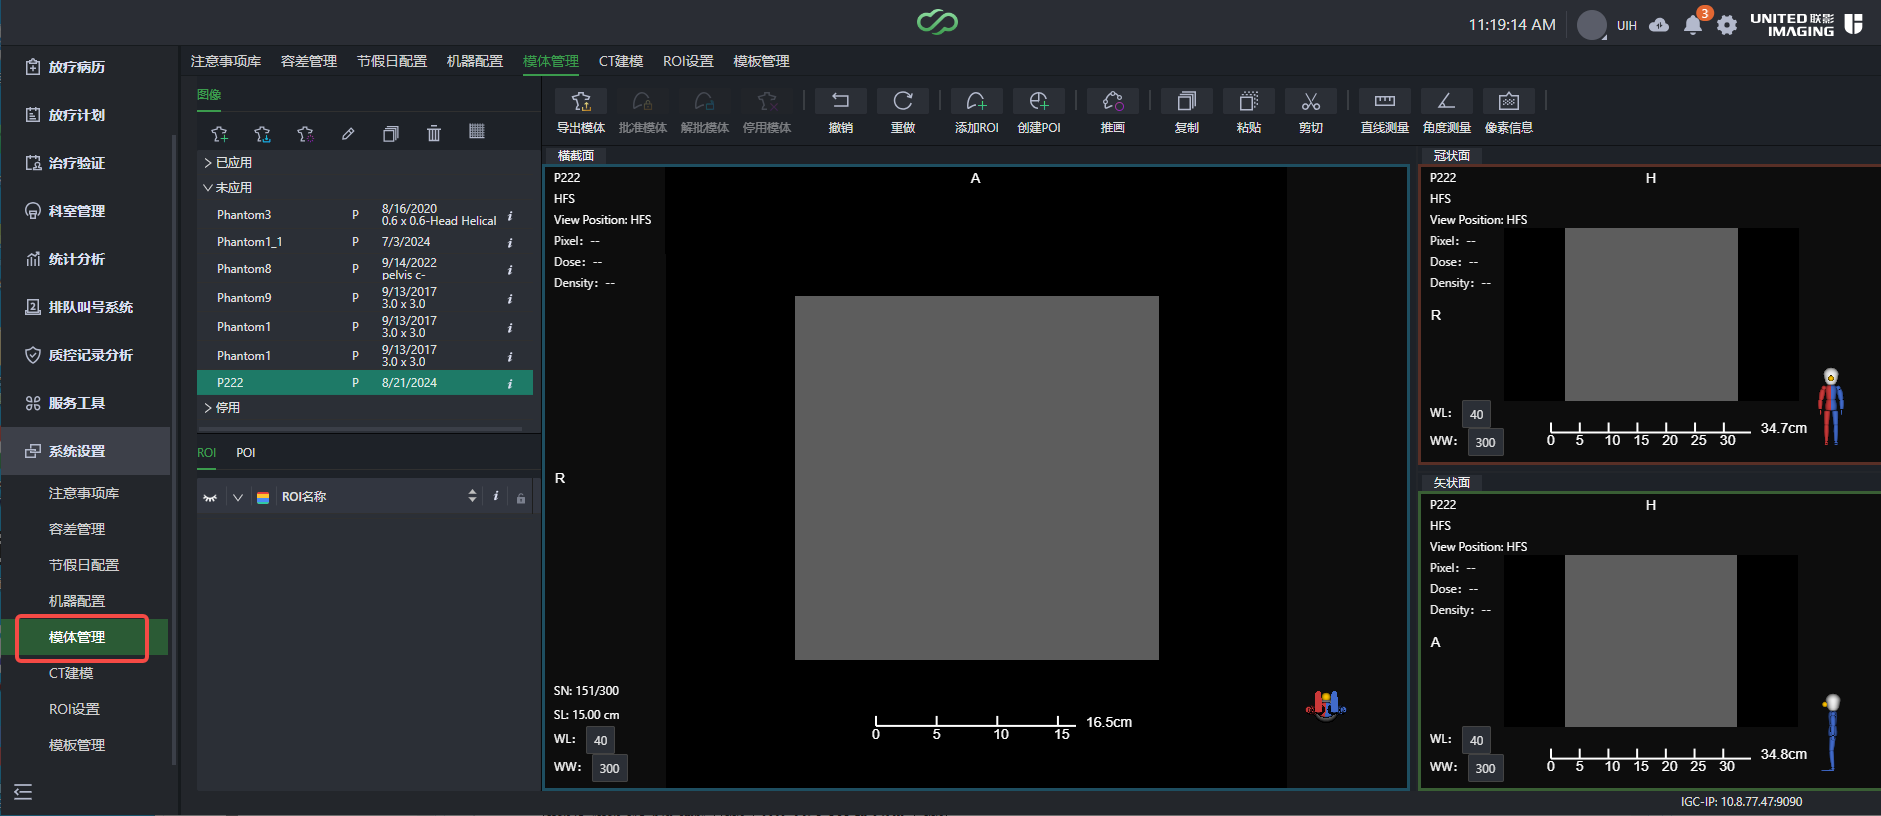 11:19:14 AM
UIH
3
UNITED 联影
IMAGING
放疗病历
放疗计划
治疗验证
科室管理
统计分析
排队叫号系统
质控记录分析
服务工具
系统设置
注意事项库
容差管理
节假日配置
机器配置
模体管理
CT建模
ROI设置
模板管理
注意事项库 容差管理 节假日配置 机器配置 模体管理 CT建模 ROI设置 模板管理
图像
已应用
未应用
Phantom3 P 8/16/2020 i
0.6 x 0.6-Head Helical
Phantom1_1 P 7/3/2024 i
Phantom8 P 9/14/2022 i
pelvis c-
Phantom9 P 9/13/2017 i
3.0 x 3.0
Phantom1 P 9/13/2017 i
3.0 x 3.0
Phantom1 P 9/13/2017 i
3.0 x 3.0
P222 P 8/21/2024 i
停用
ROI POI
ROI名称 i
导出模体 批准模体 解批模体 停用模体 撤销 重做 添加ROI 创建POI 推画 复制 粘贴 剪切 直线测量 角度测量 像素信息
横截面
P222
HFS
View Position: HFS
Pixel: --
Dose: --
Density: --
A
R
SN: 151/300
SL: 15.00 cm
WL: 40
WW: 300
0 5 10 15 16.5cm
冠状面
P222
HFS
View Position: HFS
Pixel: --
Dose: --
Density: --
H
R
WL: 40
WW: 300
0 5 10 15 20 25 30 34.7cm
矢状面
P222
HFS
View Position: HFS
Pixel: --
Dose: --
Density: --
H
A
WL: 40
WW: 300
0 5 10 15 20 25 30 34.8cm
IGC-IP: 10.8.77.47:9090